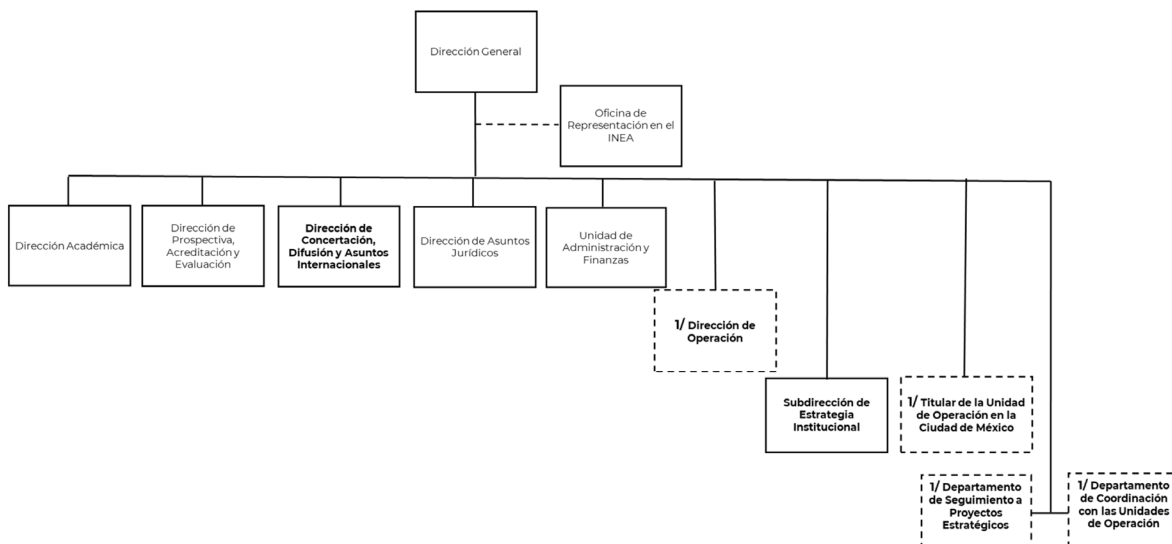 Dirección General
Oficina de
Representación en el
INEA
Dirección Académica
Dirección de
Prospectiva,
Acreditación y
Evaluación
Dirección de
Concertación,
Difusión y Asuntos
Internacionales
Dirección de Asuntos
Jurídicos
Unidad de
Administración y
Finanzas
1/ Dirección de
Operación
Subdirección de
Estrategia
Institucional
1/ Titular de la Unidad
de Operación en la
Ciudad de México
1/ Departamento
de Seguimiento a
Proyectos
Estratégicos
1/ Departamento
de Coordinación
con las Unidades
de Operación